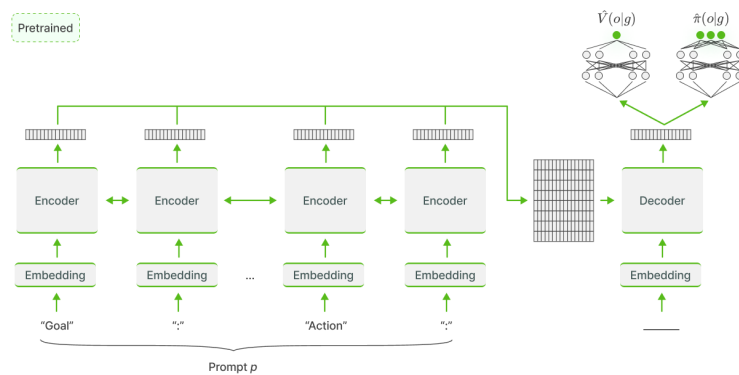 Pretrained
V̂(o|g) π̂(o|g)
Encoder Encoder Encoder Encoder Decoder
Embedding Embedding ... Embedding Embedding Embedding
“Goal” “:“ “Action” “:“
Prompt p